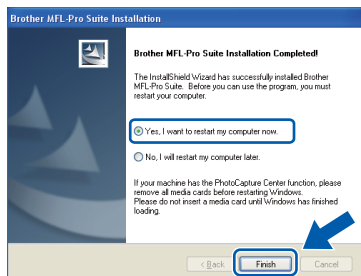 Brother MFL-Pro Suite Installation
Brother MFL-Pro Suite Installation Completed!
The InstallShield Wizard has successfully installed Brother
MFL-Pro Suite. Before you can use the program, you must
restart your computer.
Yes, I want to restart my computer now.
No, I will restart my computer later.
If your machine has the PhotoCapture Center function, please
remove all media cards before restarting Windows.
Please do not insert a media card until Windows has finished
loading.
< Back Finish Cancel